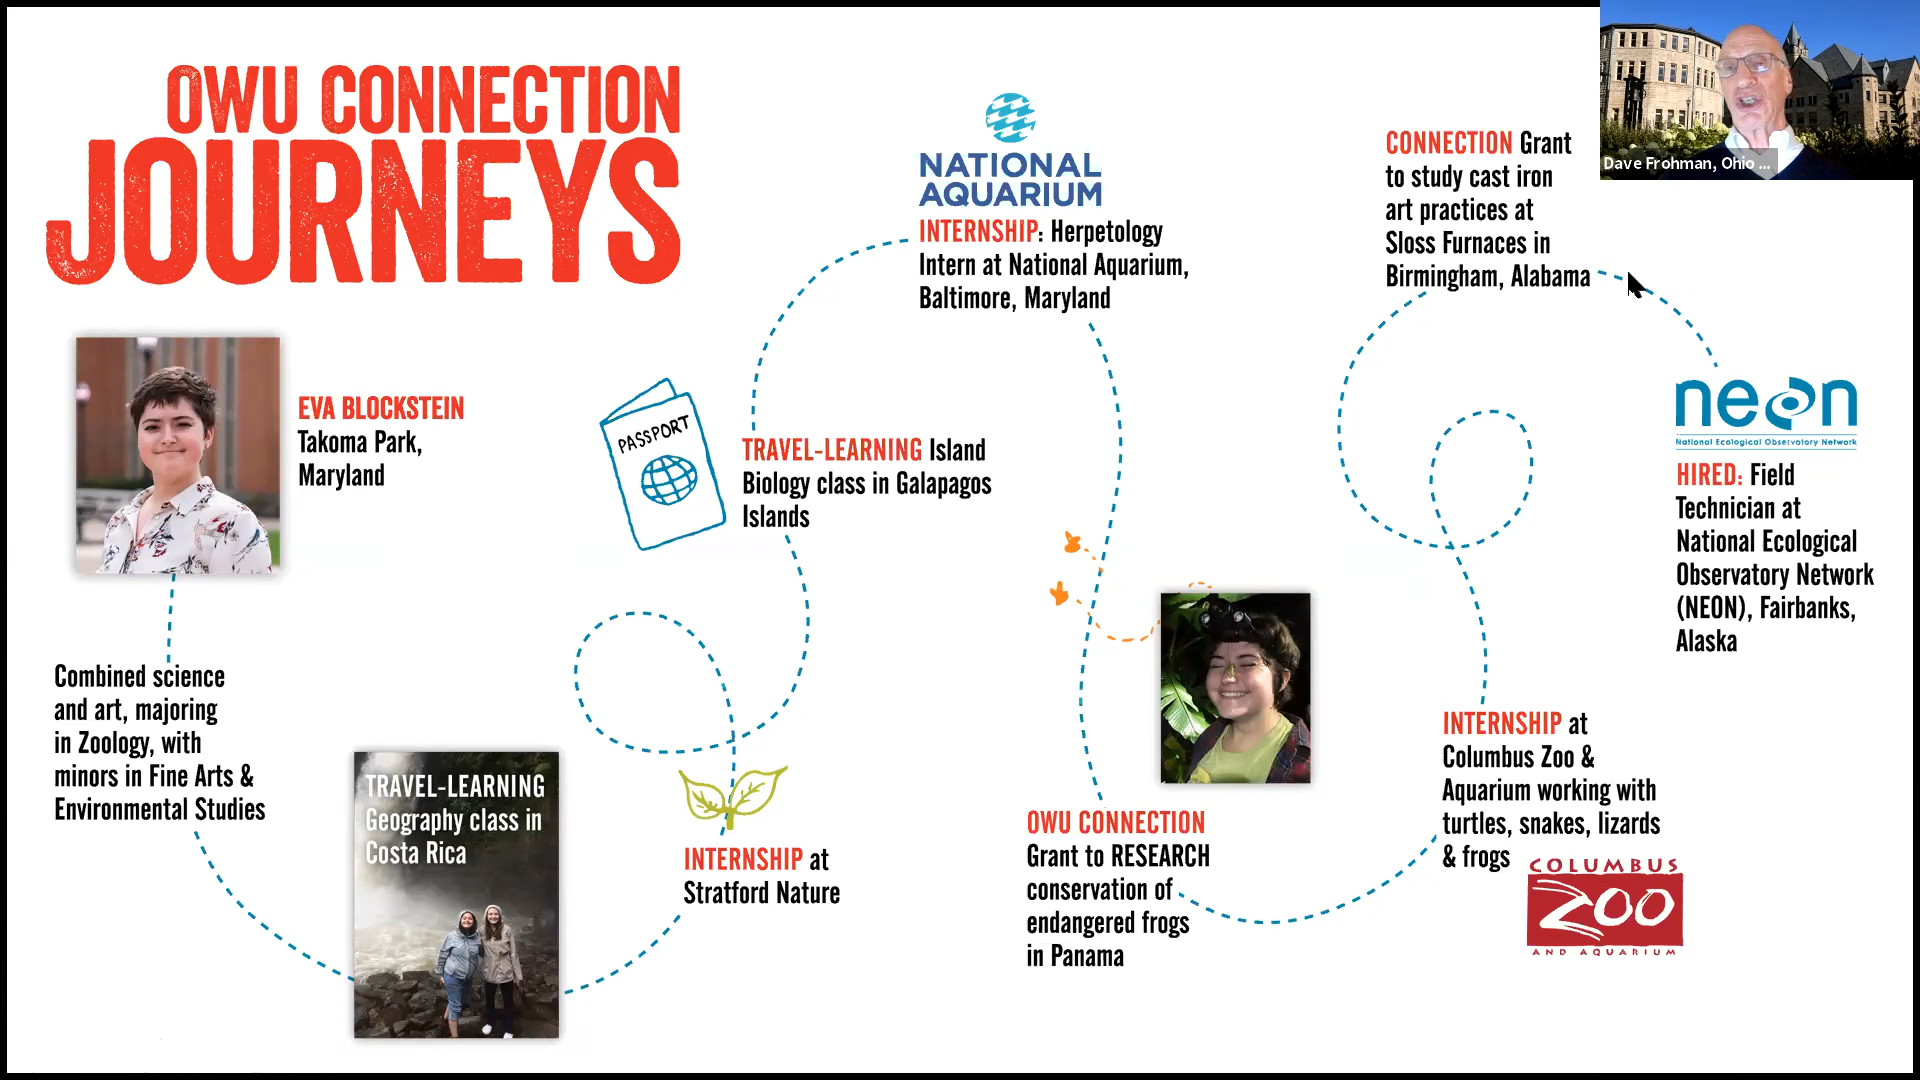 OWU CONNECTION
JOURNEYS
EVA BLOCKSTEIN
Takoma Park,
Maryland
Combined science
and art, majoring
in Zoology, with
minors in Fine Arts &
Environmental Studies
TRAVEL-LEARNING
Geography class in
Costa Rica
INTERNSHIP at
Stratford Nature
PASSPORT
TRAVEL-LEARNING Island
Biology class in Galapagos
Islands
NATIONAL
AQUARIUM
INTERNSHIP: Herpetology
Intern at National Aquarium,
Baltimore, Maryland
OWU CONNECTION
Grant to RESEARCH
conservation of
endangered frogs
in Panama
INTERNSHIP at
Columbus Zoo &
Aquarium working with
turtles, snakes, lizards
& frogs
COLUMBUS
ZOO
AND AQUARIUM
CONNECTION Grant
to study cast iron
art practices at
Sloss Furnaces in
Birmingham, Alabama
neon
National Ecological Observatory Network
HIRED: Field
Technician at
National Ecological
Observatory Network
(NEON), Fairbanks,
Alaska
Dave Frohman, Ohio ...